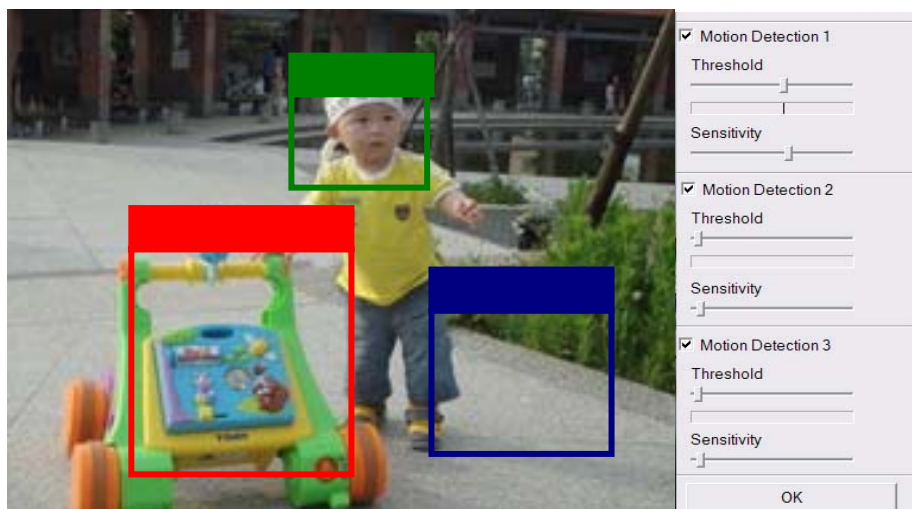 Motion Detection 1
Threshold
Sensitivity
Motion Detection 2
Threshold
Sensitivity
Motion Detection 3
Threshold
Sensitivity
OK